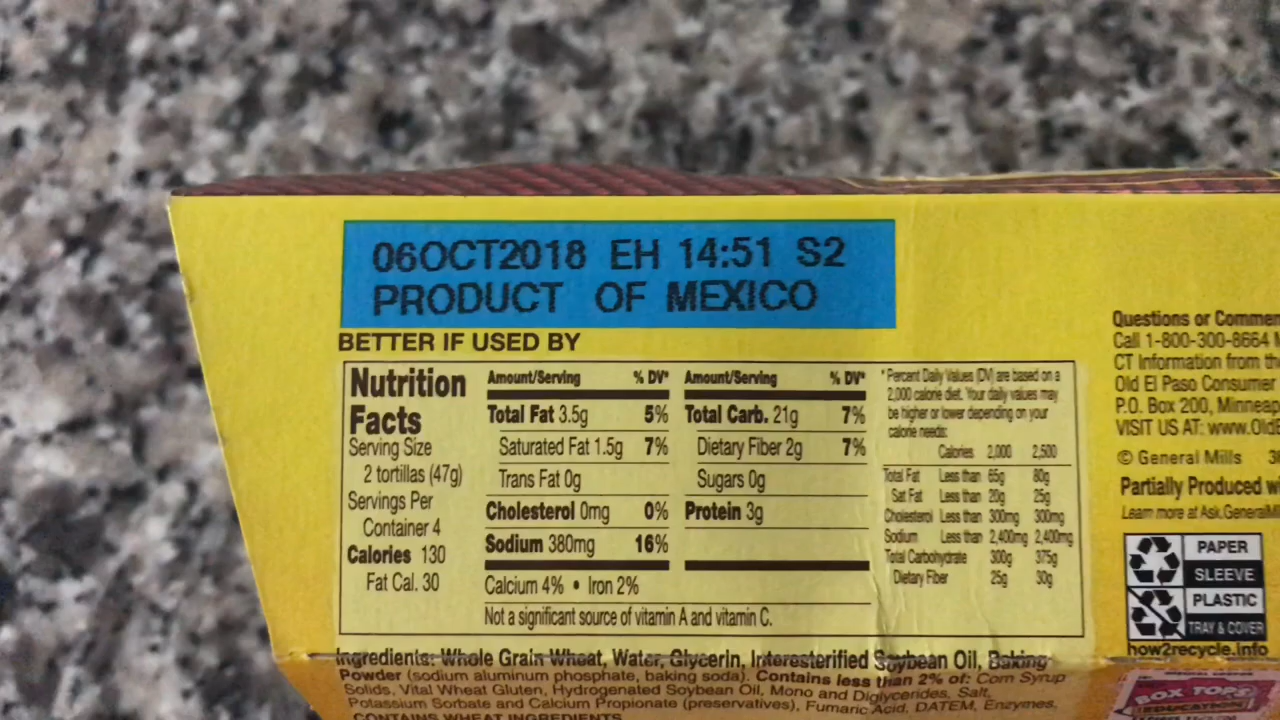 06OCT2018 EH 14:51 S2
PRODUCT OF MEXICO
BETTER IF USED BY
Nutrition
Facts
Serving Size
2 tortillas (47g)
Servings Per
Container 4
Calories 130
Fat Cal. 30
Amount/Serving % DV*
Total Fat 3.5g 5%
Saturated Fat 1.5g 7%
Trans Fat 0g
Cholesterol 0mg 0%
Sodium 380mg 16%
Amount/Serving % DV*
Total Carb. 21g 7%
Dietary Fiber 2g 7%
Sugars 0g
Protein 3g
Calcium 4% • Iron 2%
Not a significant source of vitamin A and vitamin C.
* Percent Daily Values (DV) are based on a
2,000 calorie diet. Your daily values may
be higher or lower depending on your
calorie needs:
Calories 2,000 2,500
Total Fat Less than 65g 80g
Sat Fat Less than 20g 25g
Cholesterol Less than 300mg 300mg
Sodium Less than 2,400mg 2,400mg
Total Carbohydrate 300g 375g
Dietary Fiber 25g 30g
Ingredients: Whole Grain Wheat, Water, Glycerin, Interesterified Soybean Oil, Baking
Powder (sodium aluminum phosphate, baking soda). Contains less than 2% of: Corn Syrup
Solids, Vital Wheat Gluten, Hydrogenated Soybean Oil, Mono and Diglycerides, Salt,
Potassium Sorbate and Calcium Propionate (preservatives), Fumaric Acid, DATEM, Enzymes,
CONTAINS WHEAT INGREDIENTS
Questions or Commen
Call 1-800-300-8664 M
CT Information from th
Old El Paso Consumer
P.O. Box 200, Minneap
VISIT US AT: www.OldE
© General Mills
Partially Produced wi
Learn more at Ask.GeneralMi
PAPER
SLEEVE
PLASTIC
TRAY & COVER
how2recycle.info
BOX TOPS
EDUCATION